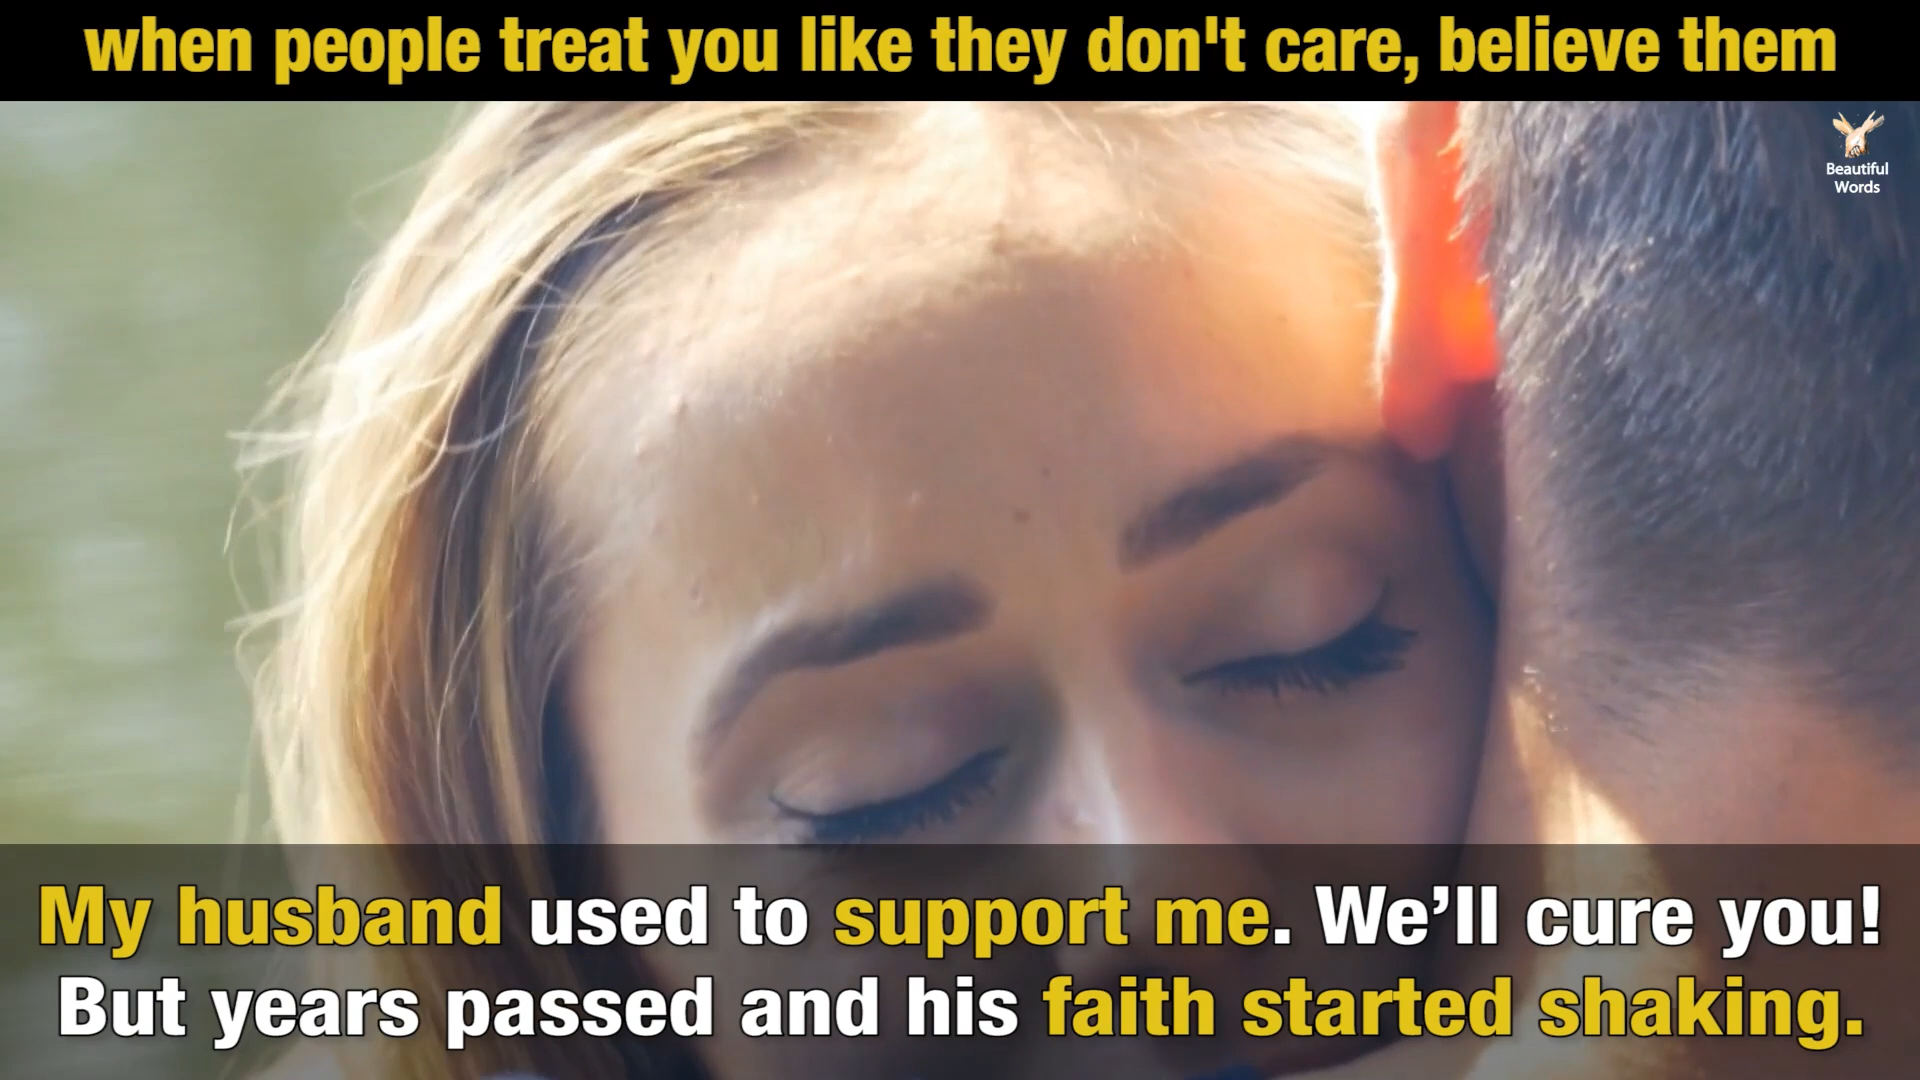 when people treat you like they don't care, believe them
Beautiful
Words
My husband used to support me. We’ll cure you!
But years passed and his faith started shaking.